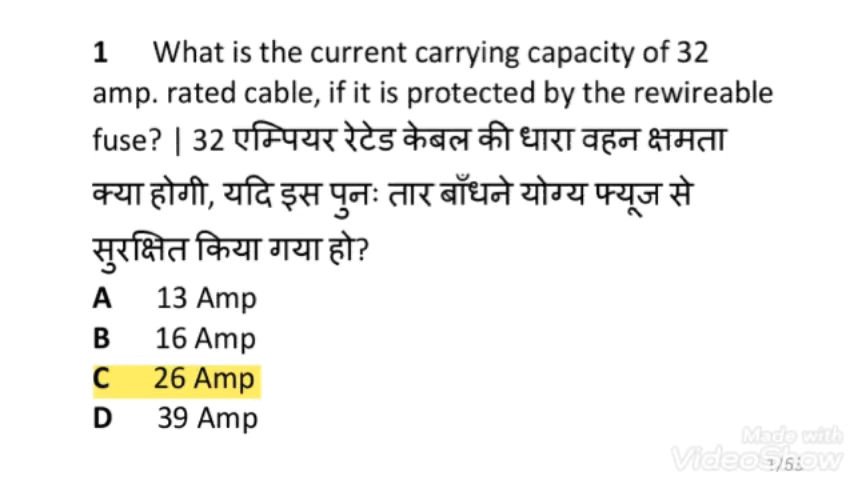 1 What is the current carrying capacity of 32
amp. rated cable, if it is protected by the rewireable
fuse? | 32 एम्पियर रेटेड केबल की धारा वहन क्षमता
क्या होगी, यदि इस पुनः तार बाँधने योग्य फ्यूज से
सुरक्षित किया गया हो?
A 13 Amp
B 16 Amp
C 26 Amp
D 39 Amp
Made with
VideoShow